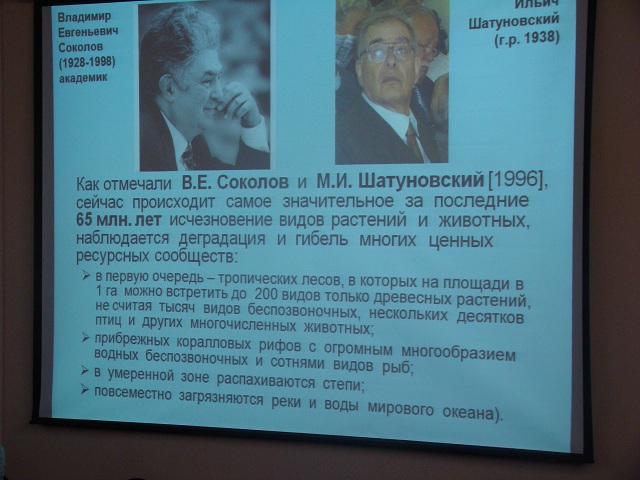 Владимир
Евгеньевич
Соколов
(1928-1998)
академик
Ильич
Шатуновский
(г.р. 1938)
Как отмечали В.Е. Соколов и М.И. Шатуновский [1996],
сейчас происходит самое значительное за последние
65 млн. лет исчезновение видов растений и животных,
наблюдается деградация и гибель многих ценных
ресурсных сообществ:
➢ в первую очередь – тропических лесов, в которых на площади в
1 га можно встретить до 200 видов только древесных растений,
не считая тысяч видов беспозвоночных, нескольких десятков
птиц и других многочисленных животных;
➢ прибрежных коралловых рифов с огромным многообразием
водных беспозвоночных и сотнями видов рыб;
➢ в умеренной зоне распахиваются степи;
➢ повсеместно загрязняются реки и воды мирового океана).